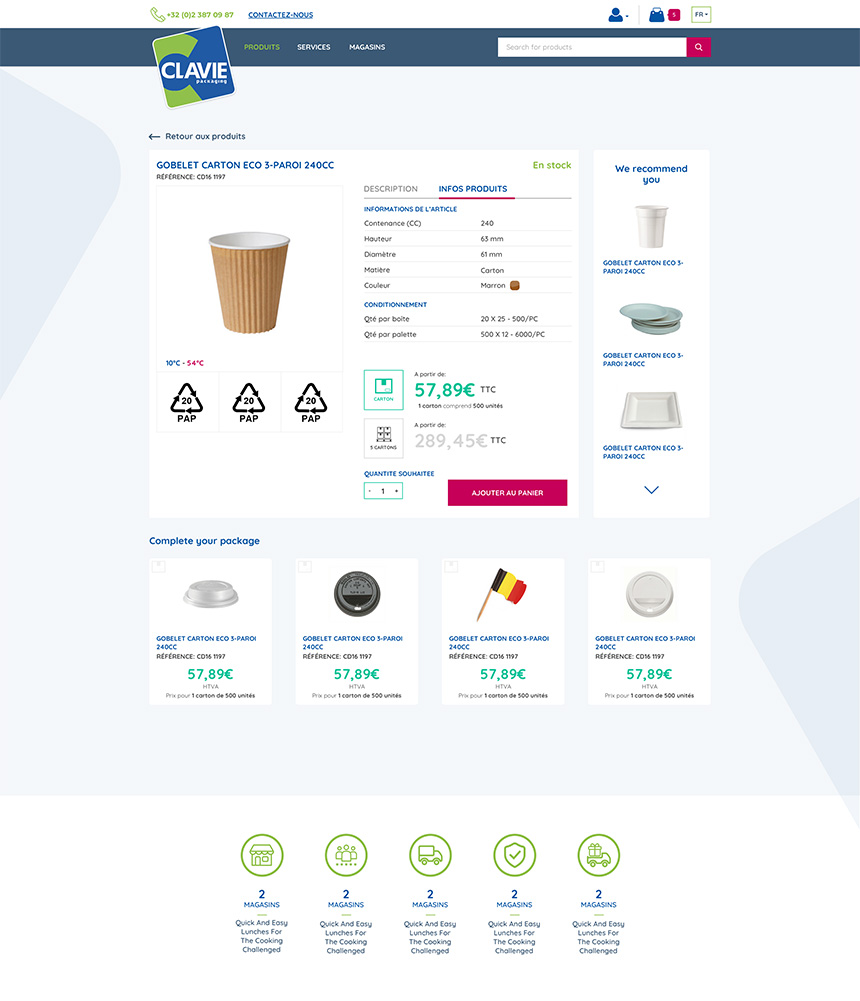 +32 (0)2 387 09 87
CONTACTEZ-NOUS
5
FR
CLAVIE
packaging
PRODUITS
SERVICES
MAGASINS
Search for products
Retour aux produits
GOBELET CARTON ECO 3-PAROI 240CC
En stock
RÉFÉRENCE: CD16 1197
10°C - 54°C
20
PAP
20
PAP
20
PAP
DESCRIPTION
INFOS PRODUITS
INFORMATIONS DE L'ARTICLE
Contenance (CC) 240
Hauteur 63 mm
Diamètre 61 mm
Matière Carton
Couleur Marron
CONDITIONNEMENT
Qté par boite 20 X 25 - 500/PC
Qté par palette 500 X 12 - 6000/PC
CARTON
A partir de:
57,89€ TTC
1 carton comprend 500 unités
5 CARTONS
A partir de:
289,45€ TTC
QUANTITE SOUHAITEE
- 1 +
AJOUTER AU PANIER
We recommend
you
GOBELET CARTON ECO 3-
PAROI 240CC
GOBELET CARTON ECO 3-
PAROI 240CC
GOBELET CARTON ECO 3-
PAROI 240CC
Complete your package
GOBELET CARTON ECO 3-PAROI
240CC
RÉFÉRENCE: CD16 1197
57,89€
HTVA
Prix pour 1 carton de 500 unités
GOBELET CARTON ECO 3-PAROI
240CC
RÉFÉRENCE: CD16 1197
57,89€
HTVA
Prix pour 1 carton de 500 unités
GOBELET CARTON ECO 3-PAROI
240CC
RÉFÉRENCE: CD16 1197
57,89€
HTVA
Prix pour 1 carton de 500 unités
GOBELET CARTON ECO 3-PAROI
240CC
RÉFÉRENCE: CD16 1197
57,89€
HTVA
Prix pour 1 carton de 500 unités
2
MAGASINS
Quick And Easy
Lunches For
The Cooking
Challenged
2
MAGASINS
Quick And Easy
Lunches For
The Cooking
Challenged
2
MAGASINS
Quick And Easy
Lunches For
The Cooking
Challenged
2
MAGASINS
Quick And Easy
Lunches For
The Cooking
Challenged
2
MAGASINS
Quick And Easy
Lunches For
The Cooking
Challenged